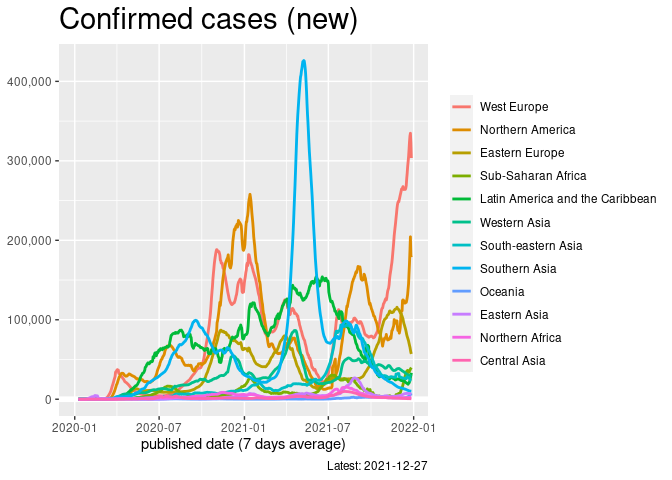 Confirmed cases (new)
400,000
300,000
200,000
100,000
0
2020-01
2020-07
2021-01
2021-07
2022-01
published date (7 days average)
Latest: 2021-12-27
West Europe
Northern America
Eastern Europe
Sub-Saharan Africa
Latin America and the Caribbean
Western Asia
South-eastern Asia
Southern Asia
Oceania
Eastern Asia
Northern Africa
Central Asia